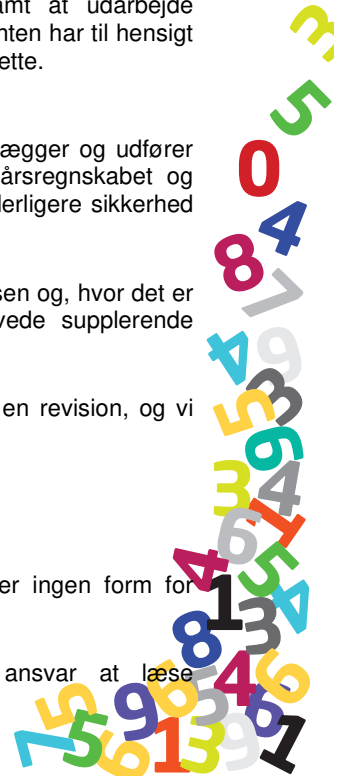 amt at udarbejde
nten har til hensigt
ette.
ægger og udfører
årsregnskabet og
derligere sikkerhed
sen og, hvor det er
vede supplerende
en revision, og vi
er ingen form for
ansvar at læse